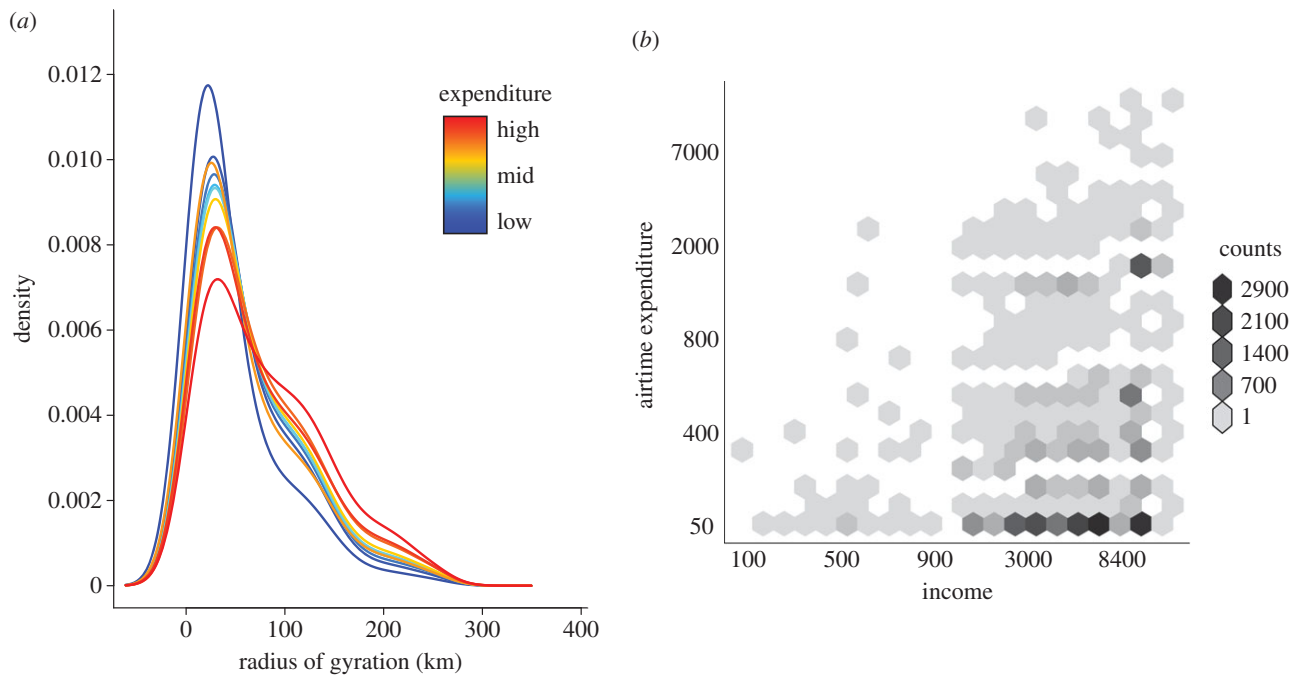 (a)
0.012
0.010
0.008
0.006
0.004
0.002
0
density
0 100 200 300 400
radius of gyration (km)
expenditure
high
mid
low
(b)
7000
2000
800
400
50
airtime expenditure
100 500 900 3000 8400
income
counts
2900
2100
1400
700
1